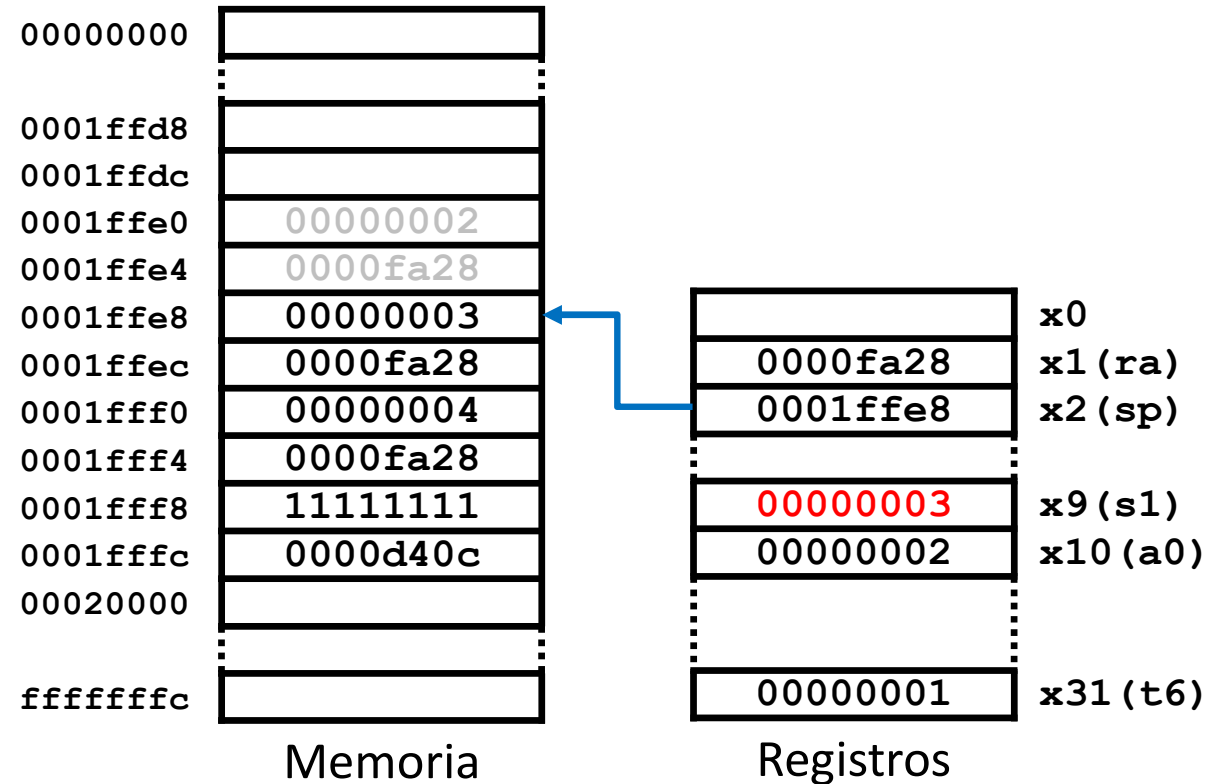 00000000
0001ffd8
0001ffdc
0001ffe0 00000002
0001ffe4 0000fa28
0001ffe8 00000003 x0
0001ffec 0000fa28 0000fa28 x1(ra)
0001fff0 00000004 0001ffe8 x2(sp)
0001fff4 0000fa28
0001fff8 11111111 00000003 x9(s1)
0001fffc 0000d40c 00000002 x10(a0)
00020000
fffffffc 00000001 x31(t6)
Memoria Registros